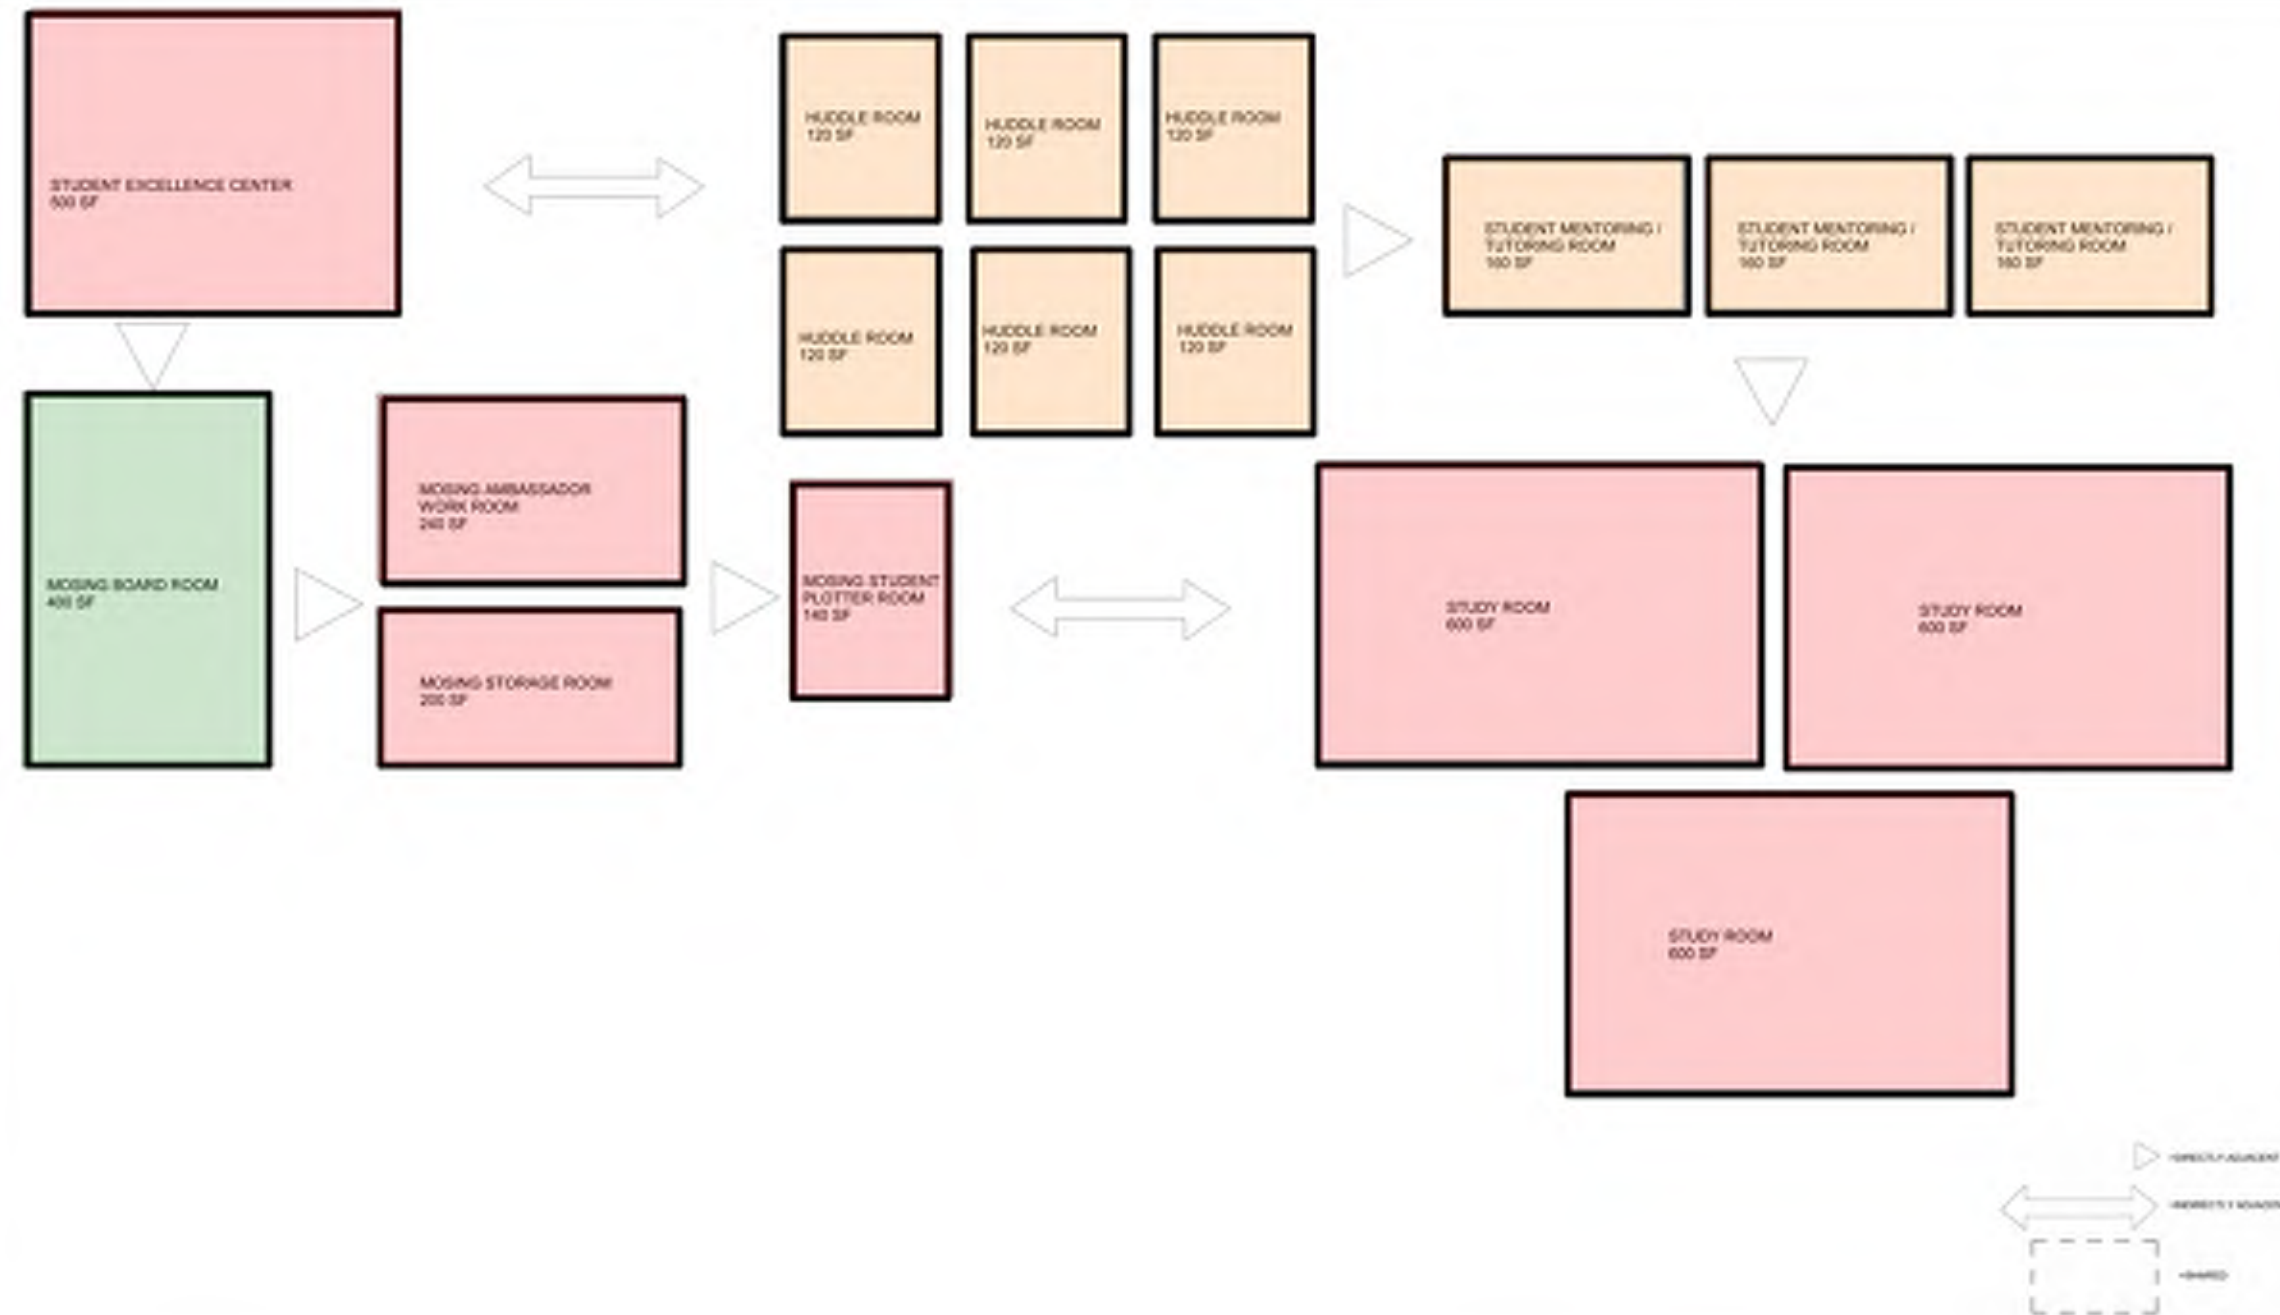 STUDENT EXCELLENCE CENTER
500 SF
HUDDLE ROOM
120 SF
HUDDLE ROOM
120 SF
HUDDLE ROOM
120 SF
HUDDLE ROOM
120 SF
HUDDLE ROOM
120 SF
HUDDLE ROOM
120 SF
STUDENT MENTORING /
TUTORING ROOM
160 SF
STUDENT MENTORING /
TUTORING ROOM
160 SF
STUDENT MENTORING /
TUTORING ROOM
160 SF
MOSING BOARD ROOM
400 SF
MOSING AMBASSADOR
WORK ROOM
240 SF
MOSING STORAGE ROOM
200 SF
MOSING STUDENT
PLOTTER ROOM
140 SF
STUDY ROOM
600 SF
STUDY ROOM
600 SF
STUDY ROOM
600 SF
=DIRECTLY ADJACENT
=SHARED